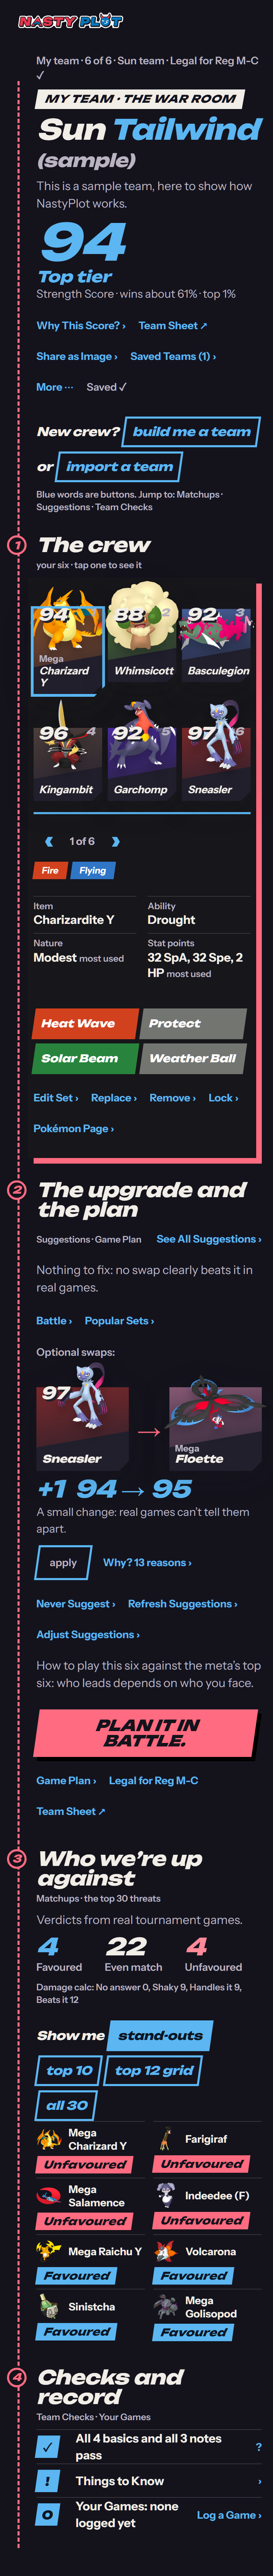 NASTY PLOT
My team · 6 of 6 · Sun team · Legal for Reg M-C
✓
MY TEAM · THE WAR ROOM
Sun Tailwind
(sample)
This is a sample team, here to show how
NastyPlot works.
94
Top tier
Strength Score · wins about 61% · top 1%
Why This Score? › Team Sheet ↗
Share as Image › Saved Teams (1) ›
More ··· Saved ✓
New crew? build me a team
or import a team
Blue words are buttons. Jump to: Matchups ·
Suggestions · Team Checks
1 The crew
your six · tap one to see it
94 88 2 92 3
Mega
Charizard
Y
Whimsicott Basculegion
96 4 92 5 97 6
Kingambit Garchomp Sneasler
‹ 1 of 6 ›
Fire Flying
Item Ability
Charizardite Y Drought
Nature Stat points
Modest most used 32 SpA, 32 Spe, 2
HP most used
Heat Wave Protect
Solar Beam Weather Ball
Edit Set › Replace › Remove › Lock ›
Pokémon Page ›
2 The upgrade and
the plan
Suggestions · Game Plan See All Suggestions ›
Nothing to fix: no swap clearly beats it in
real games.
Battle › Popular Sets ›
Optional swaps:
97
→
Mega
Sneasler Floette
+1 94 → 95
A small change: real games can't tell them
apart.
apply Why? 13 reasons ›
Never Suggest › Refresh Suggestions ›
Adjust Suggestions ›
How to play this six against the meta's top
six: who leads depends on who you face.
PLAN IT IN
BATTLE.
Game Plan › Legal for Reg M-C
Team Sheet ↗
3 Who we're up
against
Matchups · the top 30 threats
Verdicts from real tournament games.
4 22 4
Favoured Even match Unfavoured
Damage calc: No answer 0, Shaky 9, Handles it 9,
Beats it 12
Show me stand-outs
top 10 top 12 grid
all 30
Mega
Charizard Y
Farigiraf
Unfavoured Unfavoured
Mega
Salamence
Indeedee (F)
Unfavoured Unfavoured
Mega Raichu Y Volcarona
Favoured Favoured
Sinistcha
Mega
Golisopod
Favoured Favoured
4 Checks and
record
Team Checks · Your Games
✓ All 4 basics and all 3 notes
pass ?
! Things to Know ›
0 Your Games: none
logged yet Log a Game ›